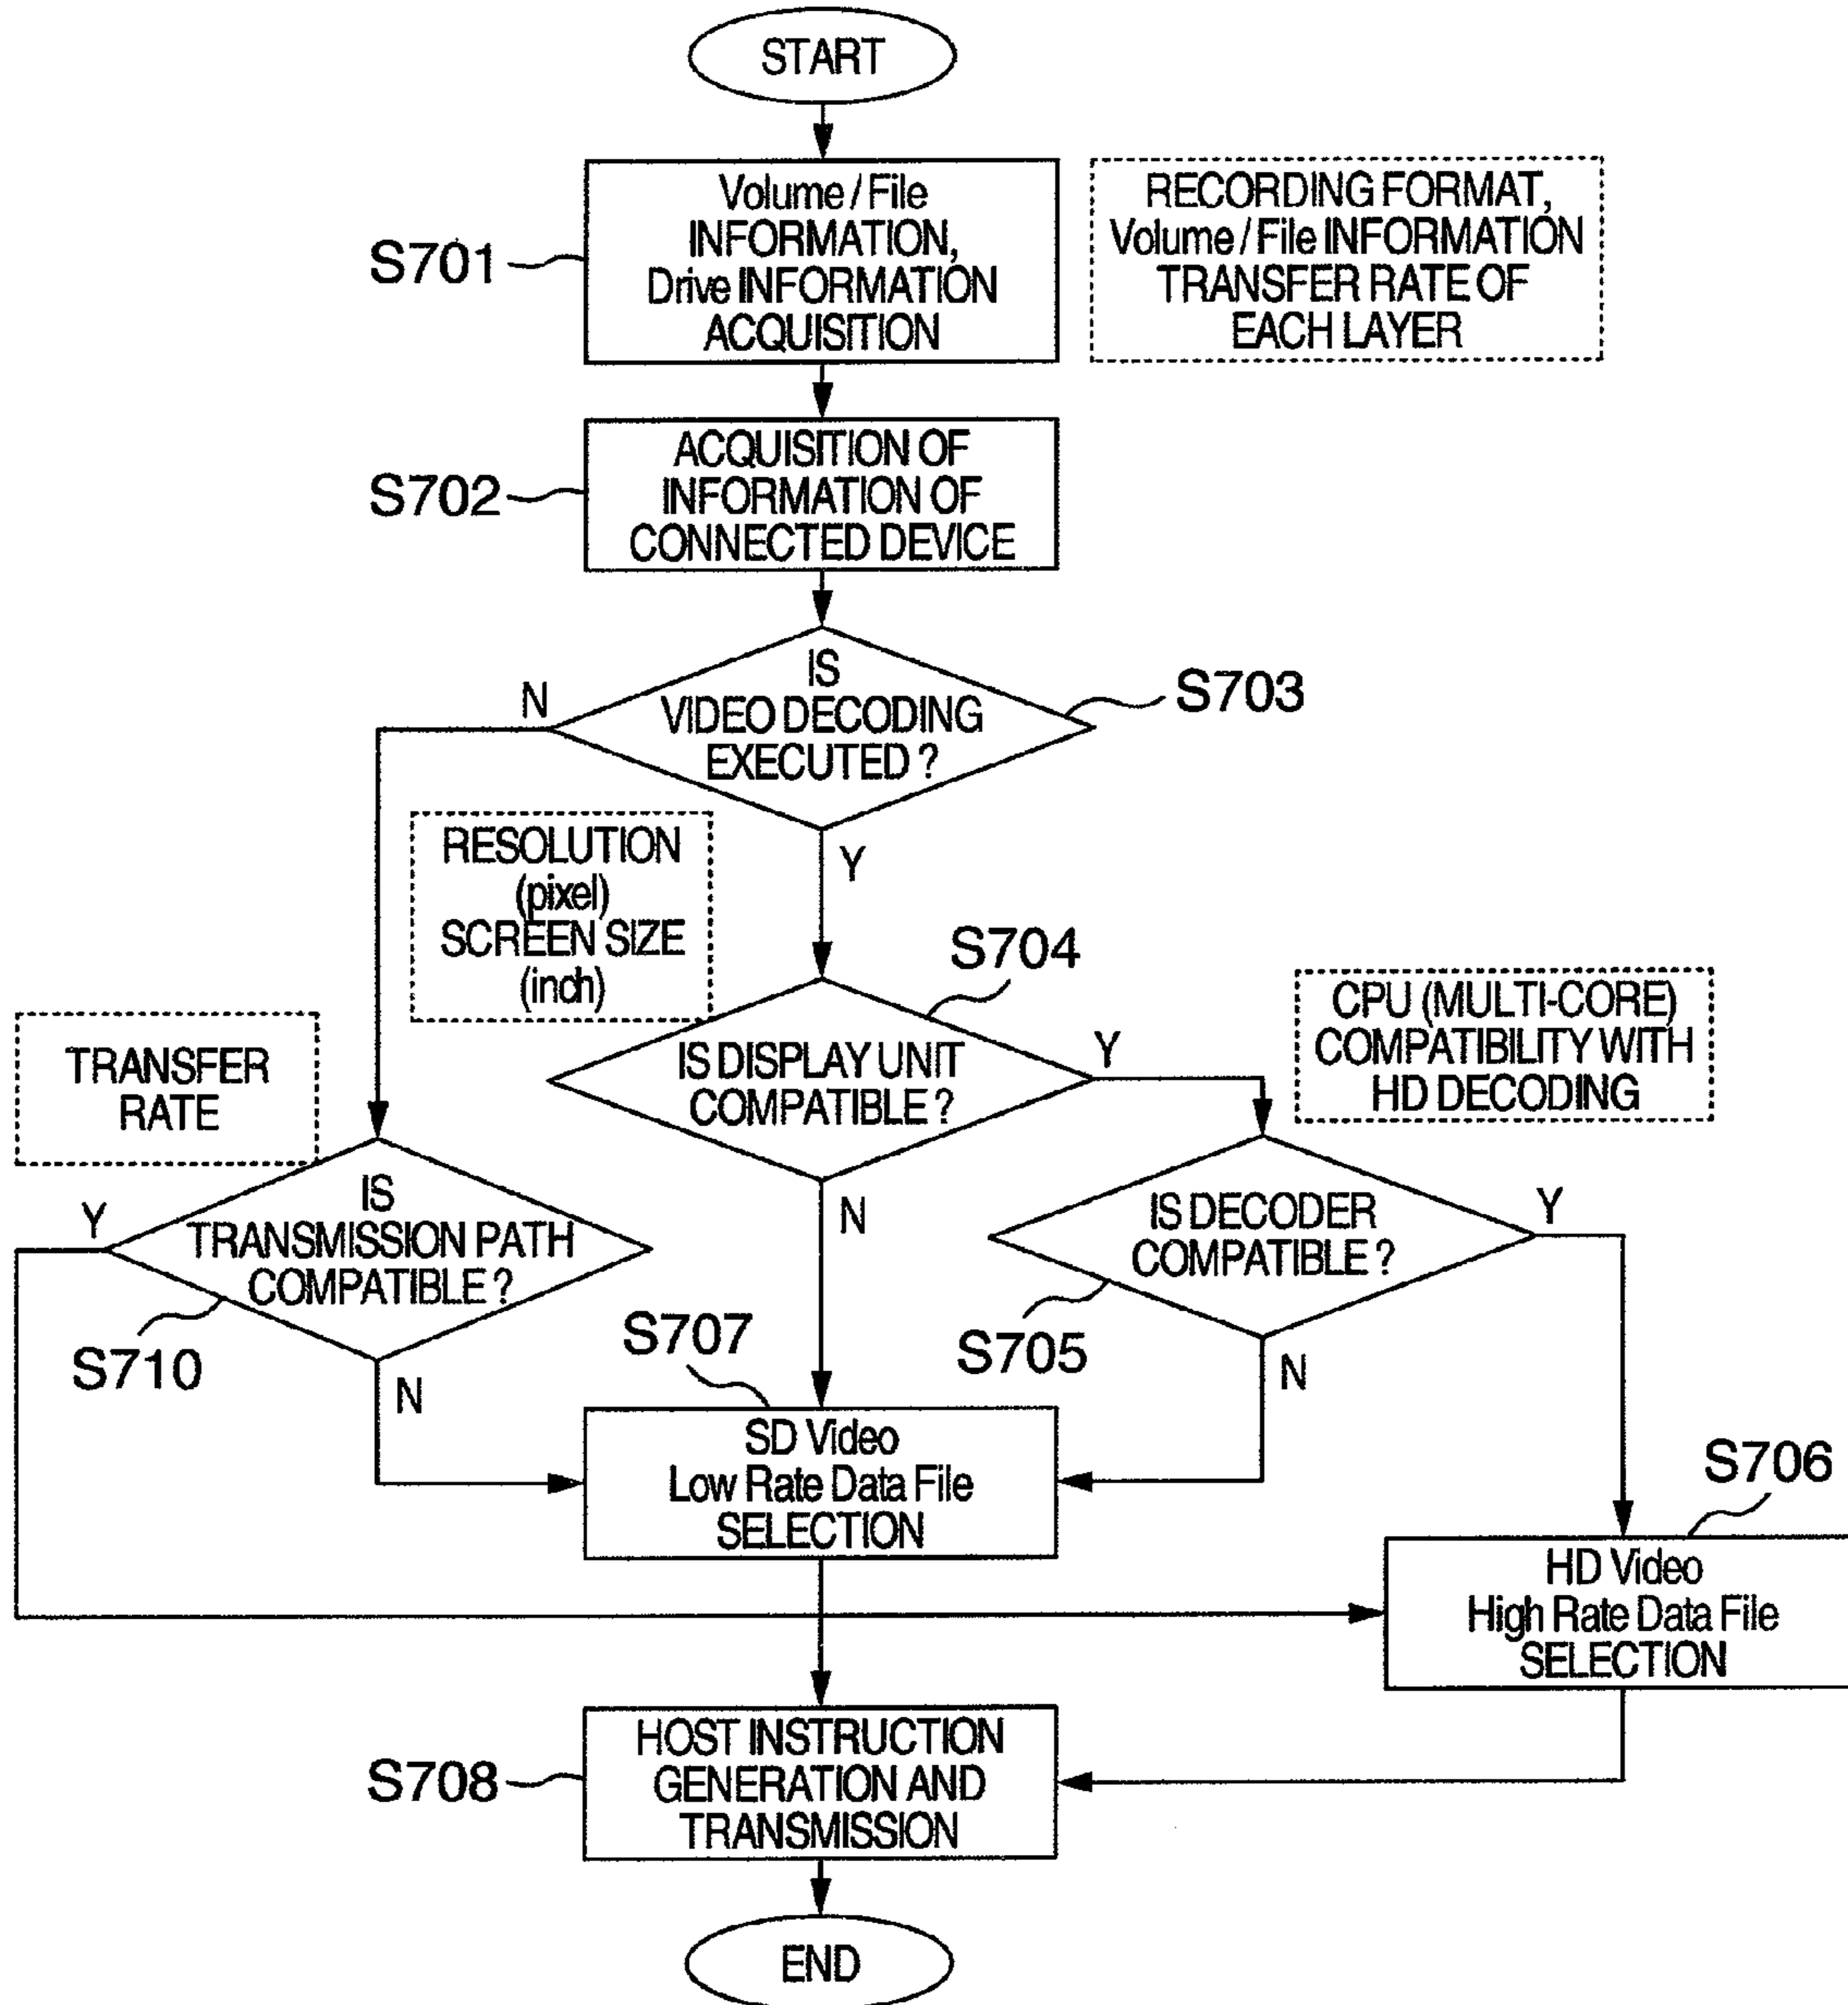 START
S701
Volume / File
INFORMATION,
Drive INFORMATION
ACQUISITION
RECORDING FORMAT,
Volume / File INFORMATION
TRANSFER RATE OF
EACH LAYER
S702
ACQUISITION OF
INFORMATION OF
CONNECTED DEVICE
N
IS
VIDEO DECODING
EXECUTED ?
S703
Y
RESOLUTION
(pixel)
SCREEN SIZE
(inch)
S704
IS DISPLAY UNIT
COMPATIBLE ?
Y
N
CPU (MULTI-CORE)
COMPATIBILITY WITH
HD DECODING
TRANSFER
RATE
Y
IS
TRANSMISSION PATH
COMPATIBLE ?
S710
N
IS DECODER
COMPATIBLE ?
Y
S705
N
S707
SD Video
Low Rate Data File
SELECTION
S706
HD Video
High Rate Data File
SELECTION
S708
HOST INSTRUCTION
GENERATION AND
TRANSMISSION
END